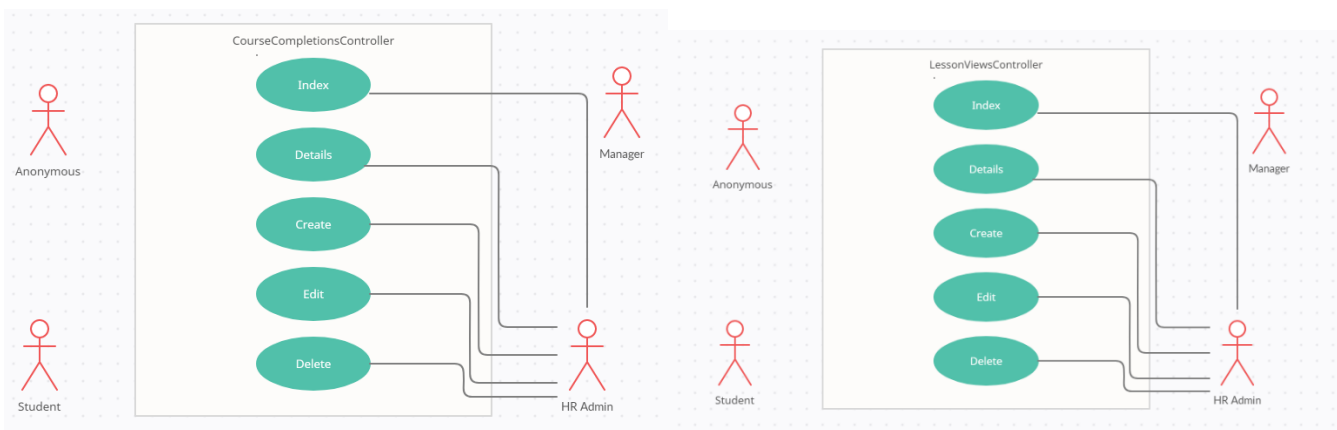 CourseCompletionsController
Index
Details
Create
Edit
Delete
Anonymous
Student
Manager
HR Admin
LessonViewsController
Index
Details
Create
Edit
Delete
Anonymous
Student
Manager
HR Admin